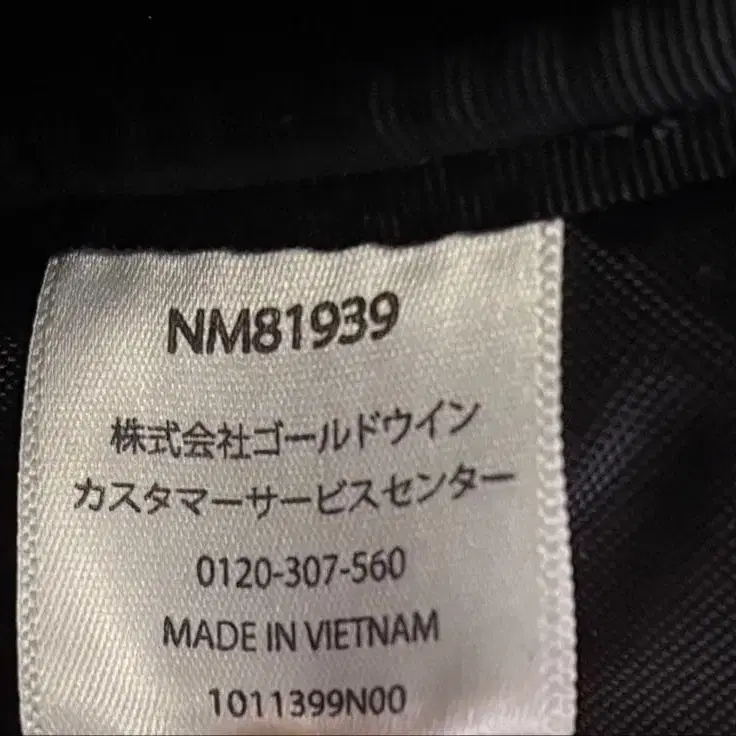 NM81939
株式会社ゴールドウイン
カスタマーサービスセンター
0120-307-560
MADE IN VIETNAM
1011399N00